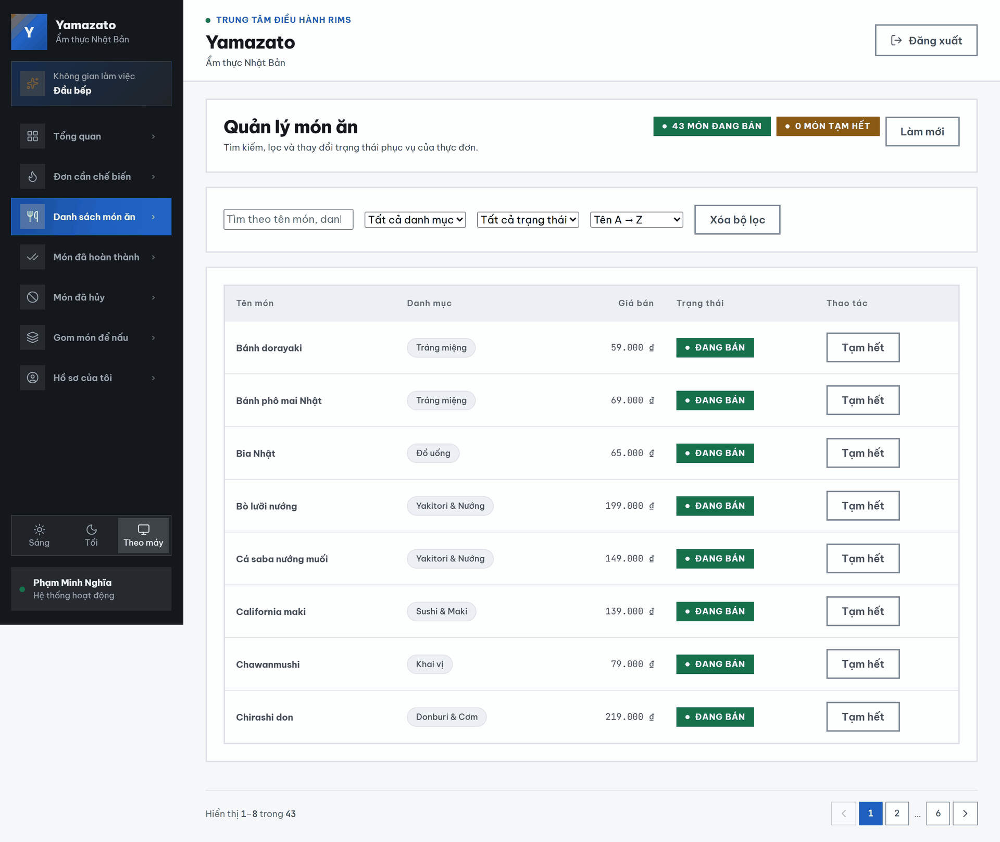 Y
Yamazato
Ẩm thực Nhật Bản
Không gian làm việc
Đầu bếp
Tổng quan
Đơn cần chế biến
Danh sách món ăn
Món đã hoàn thành
Món đã hủy
Gom món để nấu
Hồ sơ của tôi
Sáng
Tối
Theo máy
Phạm Minh Nghĩa
Hệ thống hoạt động
TRUNG TÂM ĐIỀU HÀNH RIMS
Yamazato
Ẩm thực Nhật Bản
Đăng xuất
Quản lý món ăn
Tìm kiếm, lọc và thay đổi trạng thái phục vụ của thực đơn.
43 MÓN ĐANG BÁN
0 MÓN TẠM HẾT
Làm mới
Tìm theo tên món, danh
Tất cả danh mục
Tất cả trạng thái
Tên A → Z
Xóa bộ lọc
Tên món Danh mục Giá bán Trạng thái Thao tác
Bánh dorayaki Tráng miệng 59.000 ₫ ĐANG BÁN Tạm hết
Bánh phô mai Nhật Tráng miệng 69.000 ₫ ĐANG BÁN Tạm hết
Bia Nhật Đồ uống 65.000 ₫ ĐANG BÁN Tạm hết
Bò lưỡi nướng Yakitori & Nướng 199.000 ₫ ĐANG BÁN Tạm hết
Cá saba nướng muối Yakitori & Nướng 149.000 ₫ ĐANG BÁN Tạm hết
California maki Sushi & Maki 139.000 ₫ ĐANG BÁN Tạm hết
Chawanmushi Khai vị 79.000 ₫ ĐANG BÁN Tạm hết
Chirashi don Donburi & Cơm 219.000 ₫ ĐANG BÁN Tạm hết
Hiển thị 1–8 trong 43
1 2 ... 6